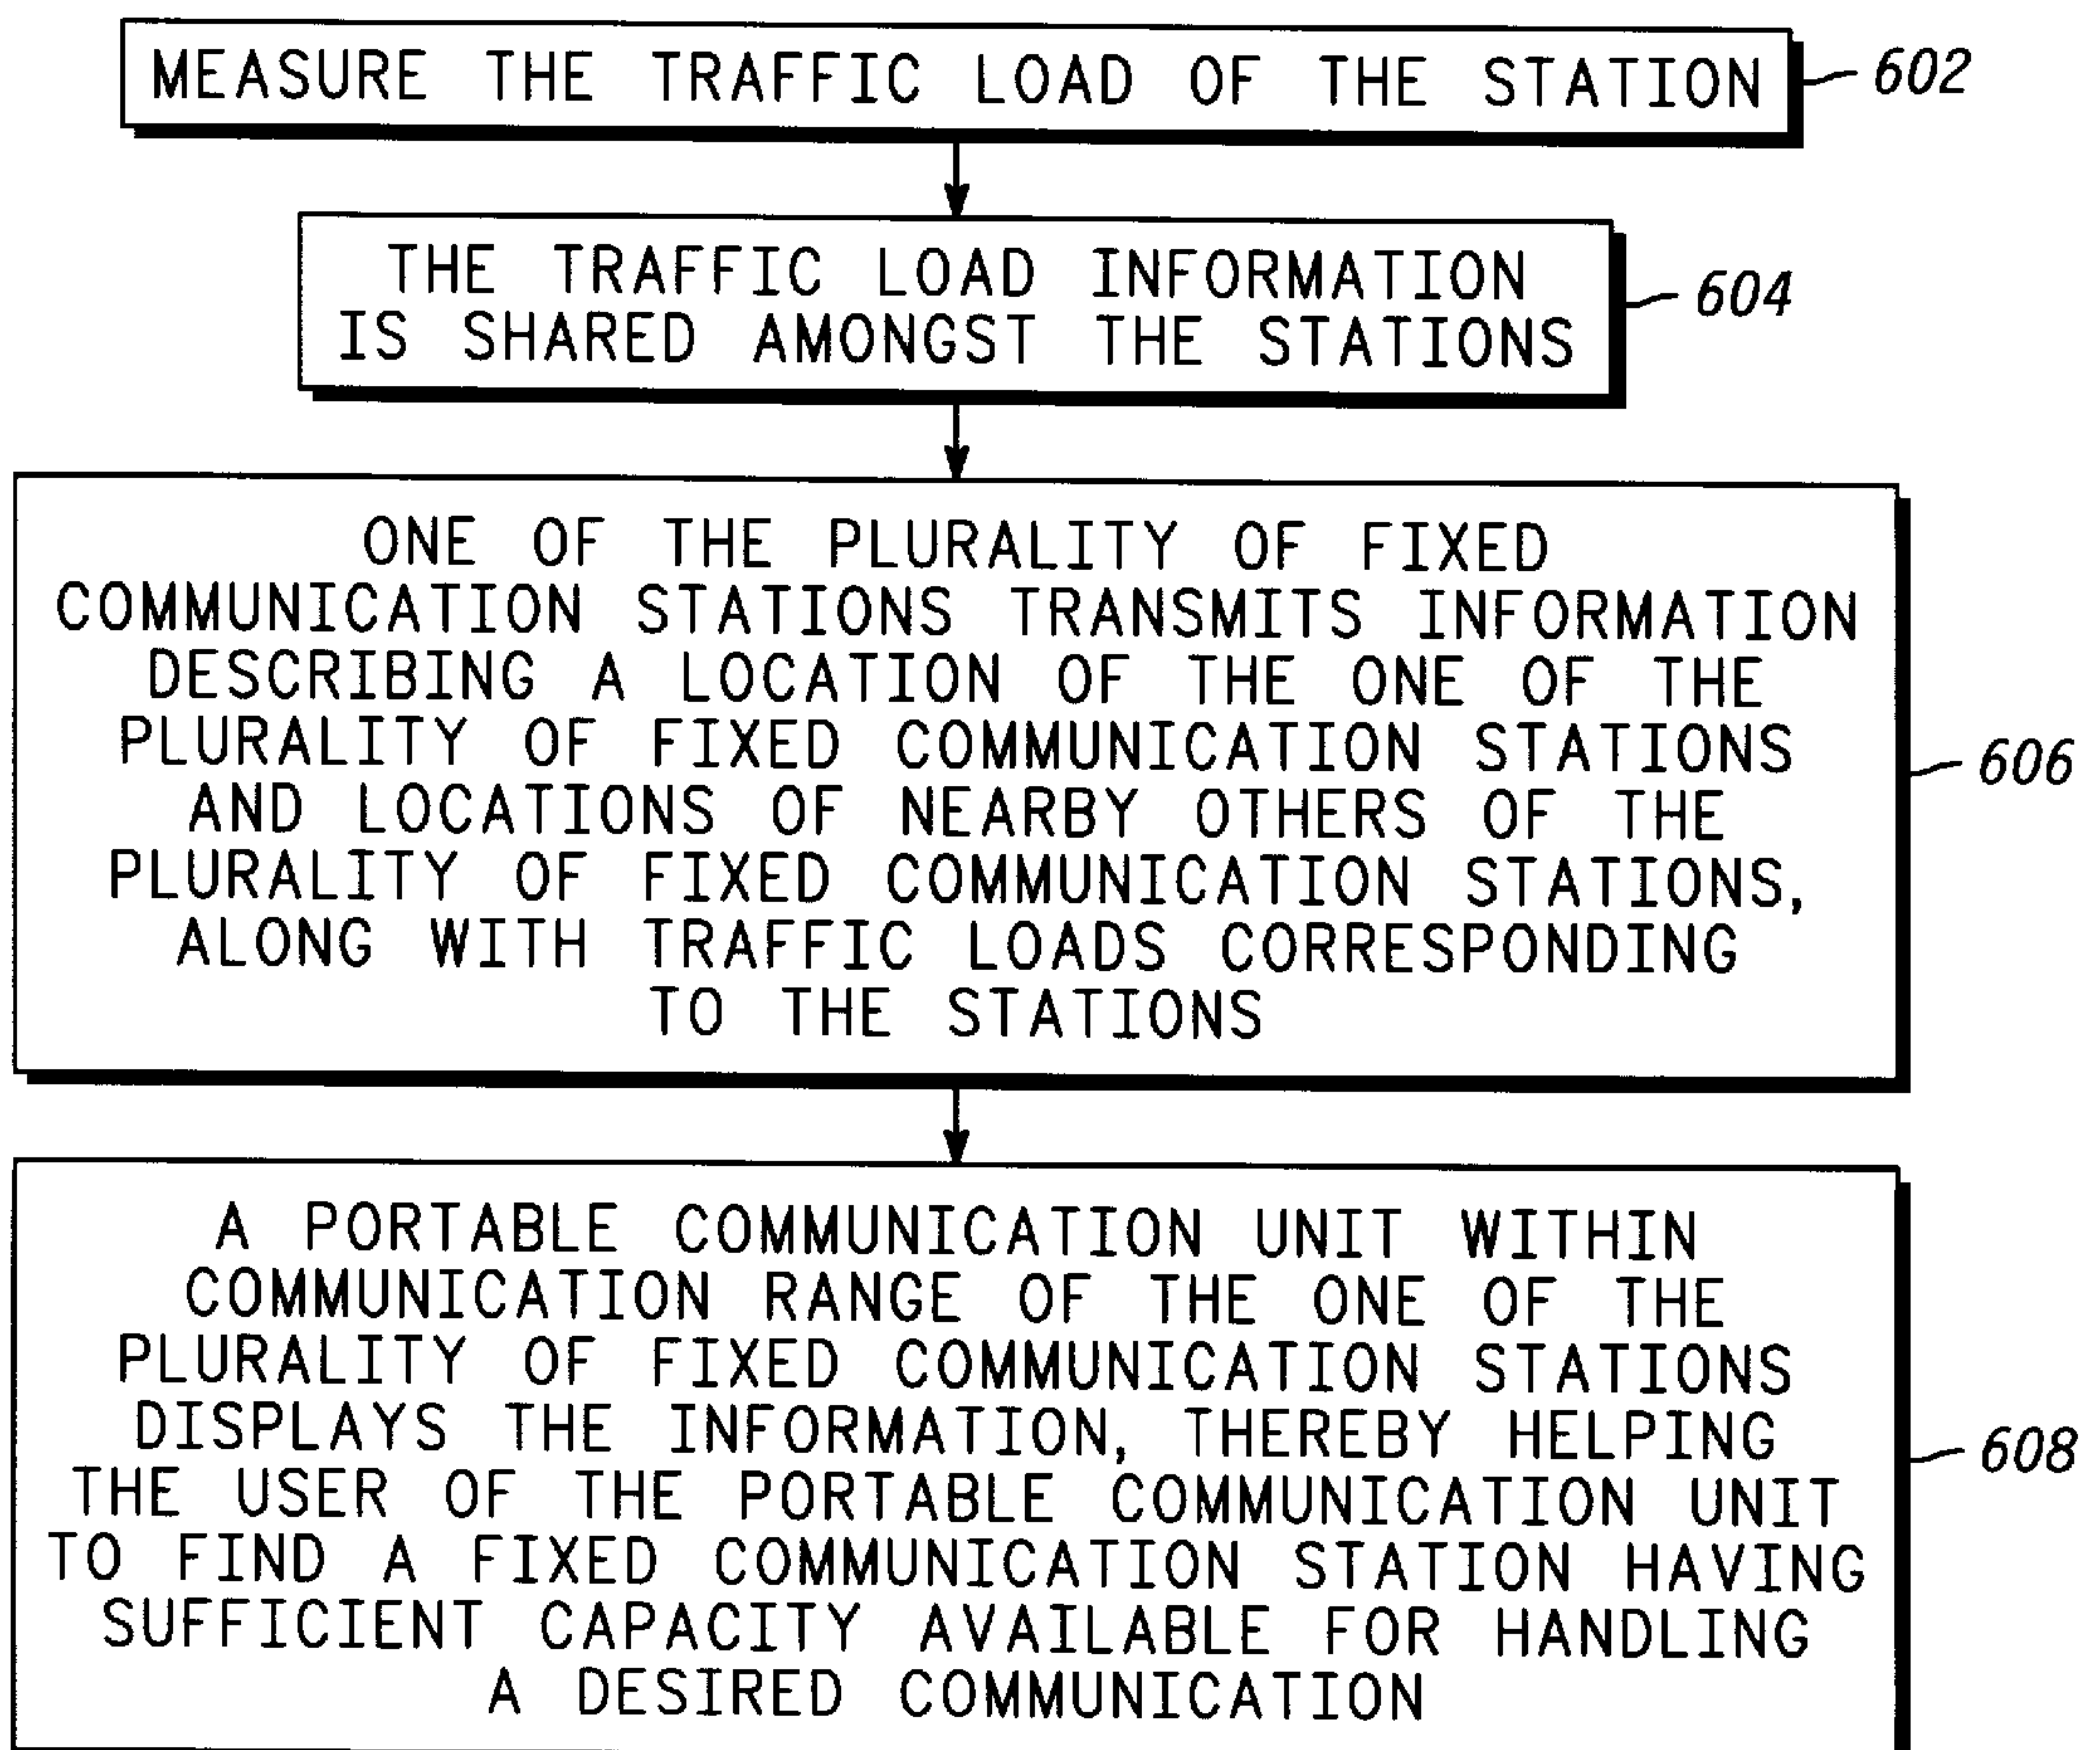 MEASURE THE TRAFFIC LOAD OF THE STATION
602
THE TRAFFIC LOAD INFORMATION
IS SHARED AMONGST THE STATIONS
604
ONE OF THE PLURALITY OF FIXED
COMMUNICATION STATIONS TRANSMITS INFORMATION
DESCRIBING A LOCATION OF THE ONE OF THE
PLURALITY OF FIXED COMMUNICATION STATIONS
AND LOCATIONS OF NEARBY OTHERS OF THE
PLURALITY OF FIXED COMMUNICATION STATIONS,
ALONG WITH TRAFFIC LOADS CORRESPONDING
TO THE STATIONS
606
A PORTABLE COMMUNICATION UNIT WITHIN
COMMUNICATION RANGE OF THE ONE OF THE
PLURALITY OF FIXED COMMUNICATION STATIONS
DISPLAYS THE INFORMATION, THEREBY HELPING
THE USER OF THE PORTABLE COMMUNICATION UNIT
TO FIND A FIXED COMMUNICATION STATION HAVING
SUFFICIENT CAPACITY AVAILABLE FOR HANDLING
A DESIRED COMMUNICATION
608